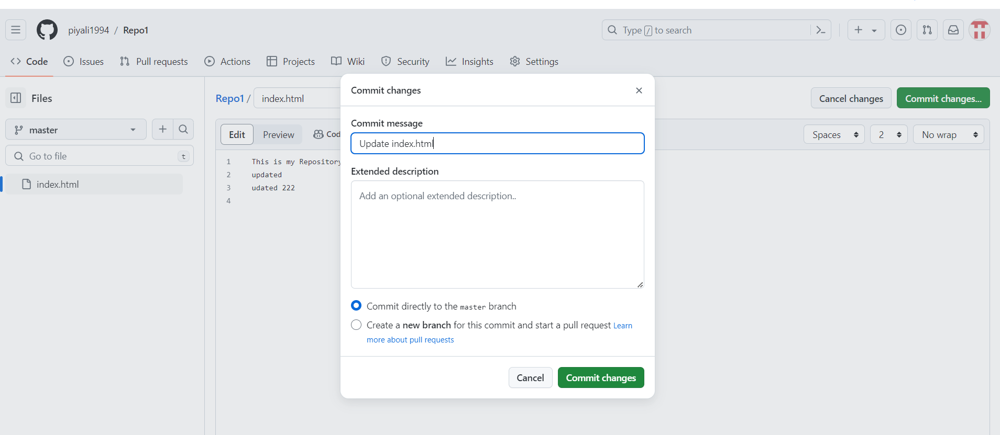 piyali1994 / Repo1
Type / to search
Code Issues Pull requests Actions Projects Wiki Security Insights Settings
Files
master
Go to file t
index.html
Repo1 / index.html
Cancel changes Commit changes...
Edit Preview Cod
Spaces 2 No wrap
1 This is my Repository
2 updated
3 udated 222
4
Commit changes
Commit message
Update index.html
Extended description
Add an optional extended description..
Commit directly to the master branch
Create a new branch for this commit and start a pull request Learn
more about pull requests
Cancel Commit changes